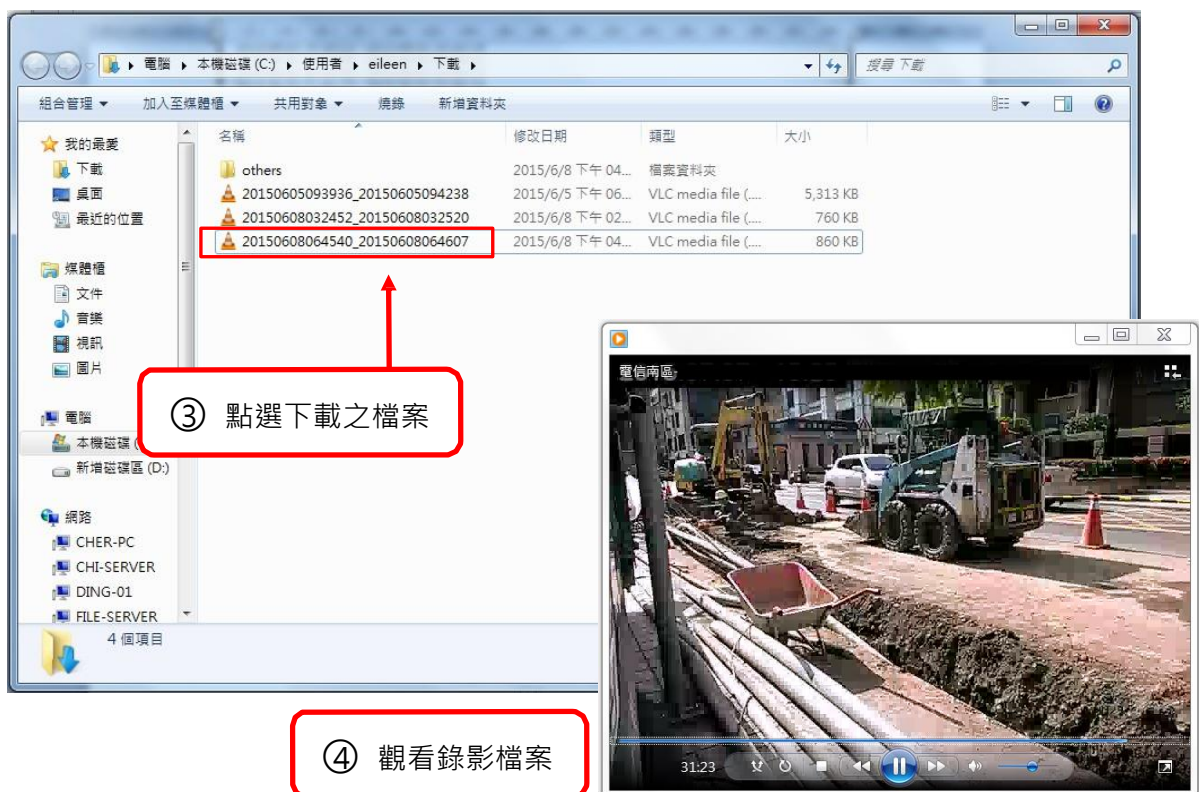 電腦 ▸ 本機磁碟 (C:) ▸ 使用者 ▸ eileen ▸ 下載 ▸
搜尋 下載
組合管理 加入至媒體櫃 共用對象 燒錄 新增資料夾
我的最愛
下載
桌面
最近的位置
媒體櫃
文件
音樂
視訊
圖片
電腦
本機磁碟 (
新增磁碟區 (D:)
網路
CHER-PC
CHI-SERVER
DING-01
FILE-SERVER
名稱 修改日期 類型 大小
others 2015/6/8 下午 04... 檔案資料夾
20150605093936_20150605094238 2015/6/5 下午 06... VLC media file (.... 5,313 KB
20150608032452_20150608032520 2015/6/8 下午 02... VLC media file (.... 760 KB
20150608064540_20150608064607 2015/6/8 下午 04... VLC media file (.... 860 KB
③ 點選下載之檔案
4 個項目
信南區
31:23
④ 觀看錄影檔案